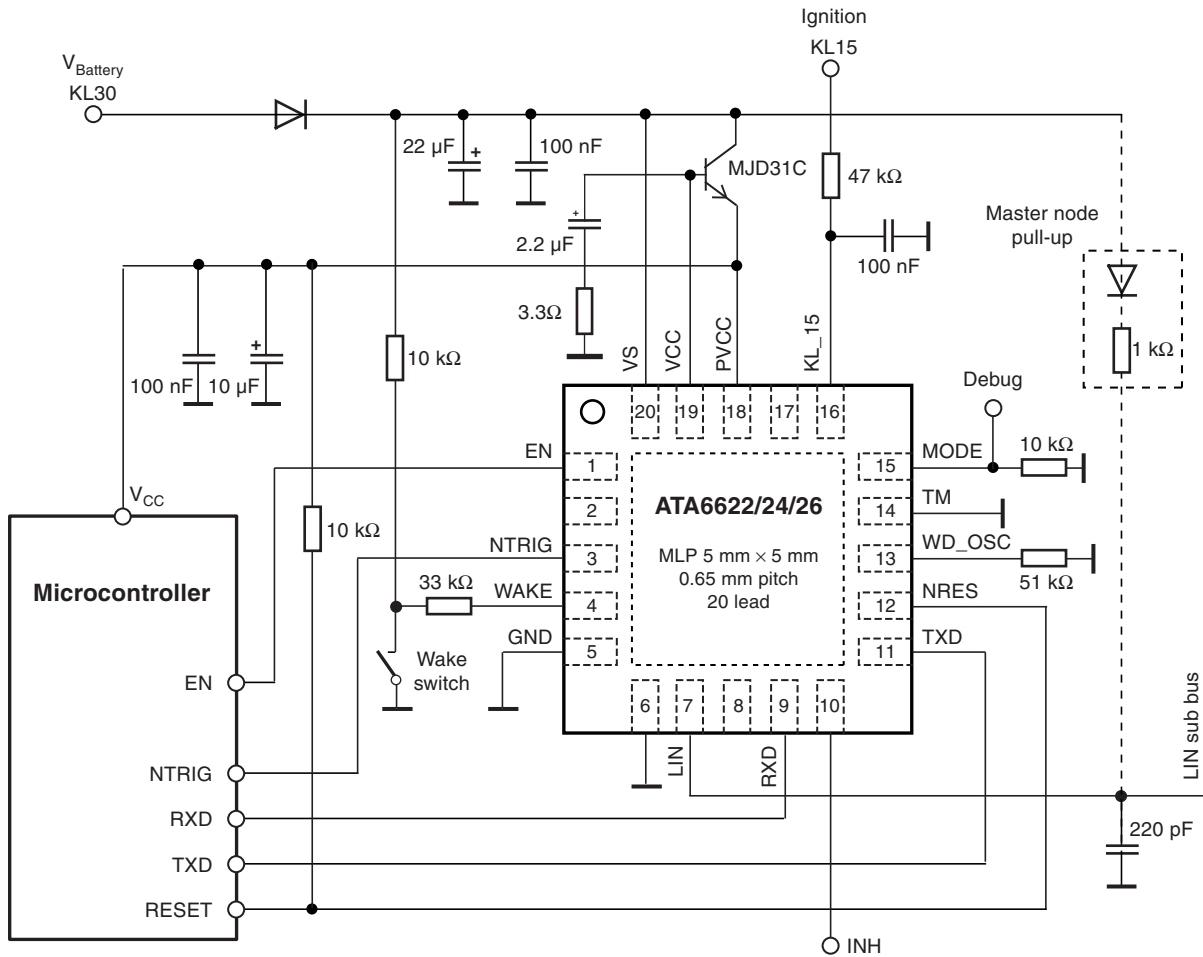 Ignition
KL15
V_Battery
KL30
22 µF
+
100 nF
MJD31C
47 kΩ
Master node
pull-up
+
2.2 µF
100 nF
3.3Ω
10 kΩ
1 kΩ
100 nF
+
10 µF
VS
VCC
PVCC
KL_15
Debug
20
19
18
17
16
EN
1
15
MODE
10 kΩ
V_CC
2
ATA6622/24/26
14
TM
10 kΩ
NTRIG
3
MLP 5 mm × 5 mm
0.65 mm pitch
20 lead
13
WD_OSC
51 kΩ
Microcontroller
33 kΩ
WAKE
4
12
NRES
GND
5
11
TXD
Wake
switch
EN
6
7
8
9
10
LIN
RXD
LIN sub bus
NTRIG
RXD
220 pF
TXD
RESET
INH